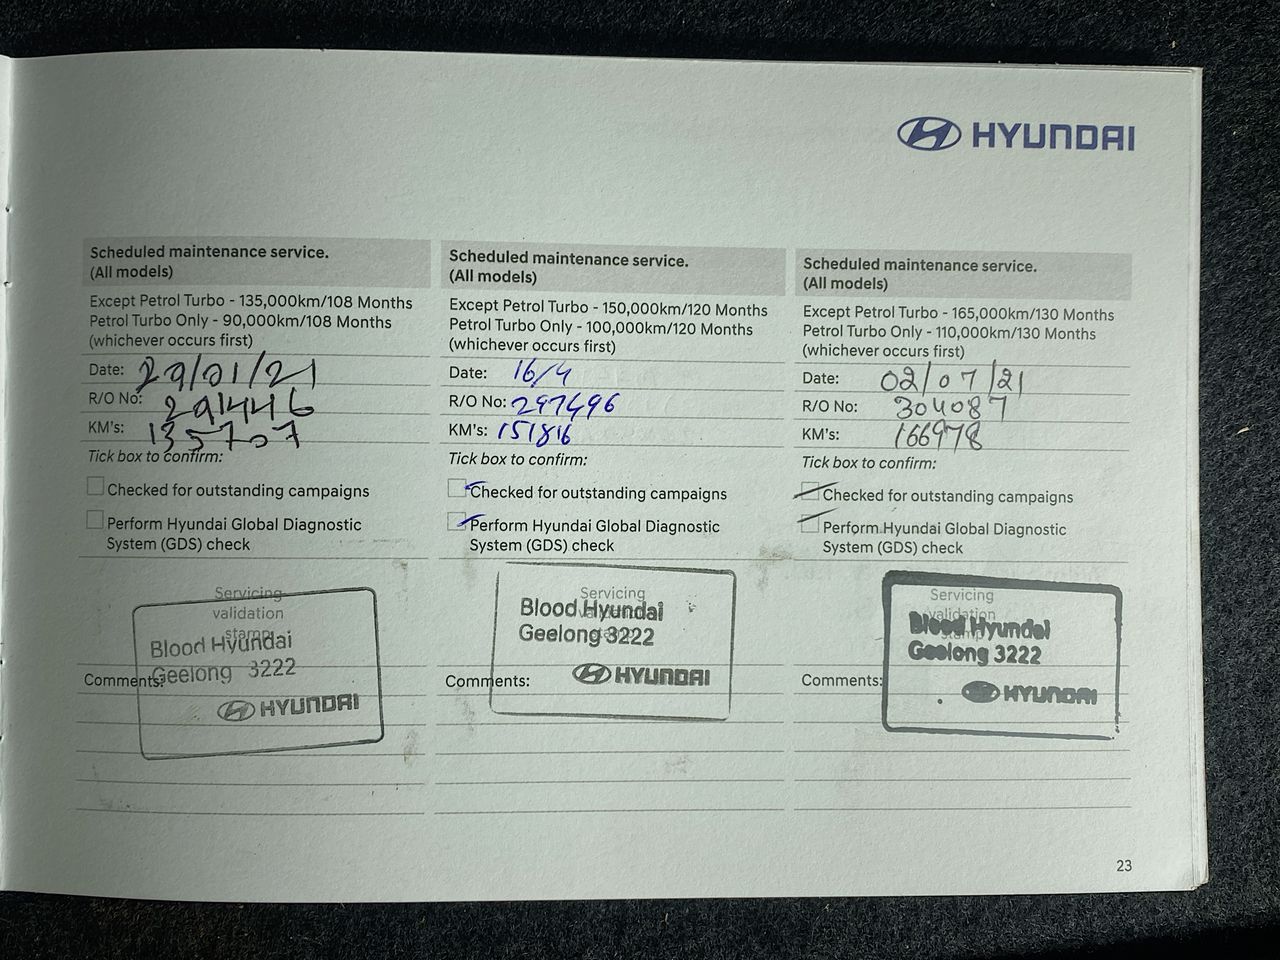 HYUNDAI
Scheduled maintenance service.
(All models)
Except Petrol Turbo - 135,000km/108 Months
Petrol Turbo Only - 90,000km/108 Months
(whichever occurs first)
Date: 29/01/21
R/O No: 291446
KM's: 135707
Tick box to confirm:
Checked for outstanding campaigns
Perform Hyundai Global Diagnostic
System (GDS) check
Servicing
validation
stamp
Blood Hyundai
Geelong 3222
HYUNDAI
Comments:
Scheduled maintenance service.
(All models)
Except Petrol Turbo - 150,000km/120 Months
Petrol Turbo Only - 100,000km/120 Months
(whichever occurs first)
Date: 16/4
R/O No: 297496
KM's: 151816
Tick box to confirm:
Checked for outstanding campaigns
Perform Hyundai Global Diagnostic
System (GDS) check
Servicing
validation
stamp
Blood Hyundai
Geelong 3222
HYUNDAI
Comments:
Scheduled maintenance service.
(All models)
Except Petrol Turbo - 165,000km/130 Months
Petrol Turbo Only - 110,000km/130 Months
(whichever occurs first)
Date: 02/07/21
R/O No: 304087
KM's: 166978
Tick box to confirm:
Checked for outstanding campaigns
Perform Hyundai Global Diagnostic
System (GDS) check
Servicing
validation
stamp
Blood Hyundai
Geelong 3222
HYUNDAI
Comments:
23